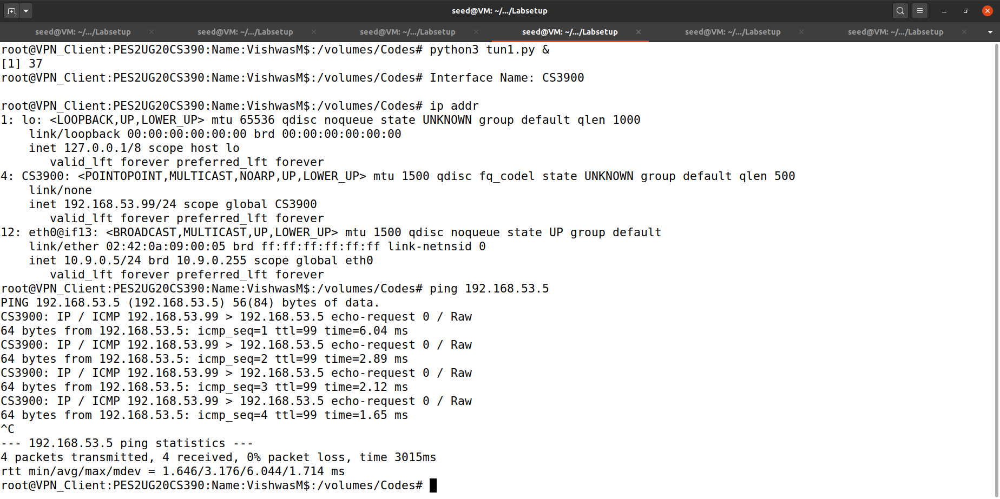 seed@VM: ~/.../Labsetup
seed@VM: ~/.../Labsetup seed@VM: ~/.../Labsetup seed@VM: ~/.../Labsetup seed@VM: ~/.../Labsetup seed@VM: ~/.../Labsetup seed@VM: ~/.../Labsetup
root@VPN_Client:PES2UG20CS390:Name:VishwasM$:/volumes/Codes# python3 tun1.py &
[1] 37
root@VPN_Client:PES2UG20CS390:Name:VishwasM$:/volumes/Codes# Interface Name: CS3900
root@VPN_Client:PES2UG20CS390:Name:VishwasM$:/volumes/Codes# ip addr
1: lo: <LOOPBACK,UP,LOWER_UP> mtu 65536 qdisc noqueue state UNKNOWN group default qlen 1000
    link/loopback 00:00:00:00:00:00 brd 00:00:00:00:00:00
    inet 127.0.0.1/8 scope host lo
       valid_lft forever preferred_lft forever
4: CS3900: <POINTOPOINT,MULTICAST,NOARP,UP,LOWER_UP> mtu 1500 qdisc fq_codel state UNKNOWN group default qlen 500
    link/none
    inet 192.168.53.99/24 scope global CS3900
       valid_lft forever preferred_lft forever
12: eth0@if13: <BROADCAST,MULTICAST,UP,LOWER_UP> mtu 1500 qdisc noqueue state UP group default
    link/ether 02:42:0a:09:00:05 brd ff:ff:ff:ff:ff:ff link-netnsid 0
    inet 10.9.0.5/24 brd 10.9.0.255 scope global eth0
       valid_lft forever preferred_lft forever
root@VPN_Client:PES2UG20CS390:Name:VishwasM$:/volumes/Codes# ping 192.168.53.5
PING 192.168.53.5 (192.168.53.5) 56(84) bytes of data.
CS3900: IP / ICMP 192.168.53.99 > 192.168.53.5 echo-request 0 / Raw
64 bytes from 192.168.53.5: icmp_seq=1 ttl=99 time=6.04 ms
CS3900: IP / ICMP 192.168.53.99 > 192.168.53.5 echo-request 0 / Raw
64 bytes from 192.168.53.5: icmp_seq=2 ttl=99 time=2.89 ms
CS3900: IP / ICMP 192.168.53.99 > 192.168.53.5 echo-request 0 / Raw
64 bytes from 192.168.53.5: icmp_seq=3 ttl=99 time=2.12 ms
CS3900: IP / ICMP 192.168.53.99 > 192.168.53.5 echo-request 0 / Raw
64 bytes from 192.168.53.5: icmp_seq=4 ttl=99 time=1.65 ms
^C
--- 192.168.53.5 ping statistics ---
4 packets transmitted, 4 received, 0% packet loss, time 3015ms
rtt min/avg/max/mdev = 1.646/3.176/6.044/1.714 ms
root@VPN_Client:PES2UG20CS390:Name:VishwasM$:/volumes/Codes#